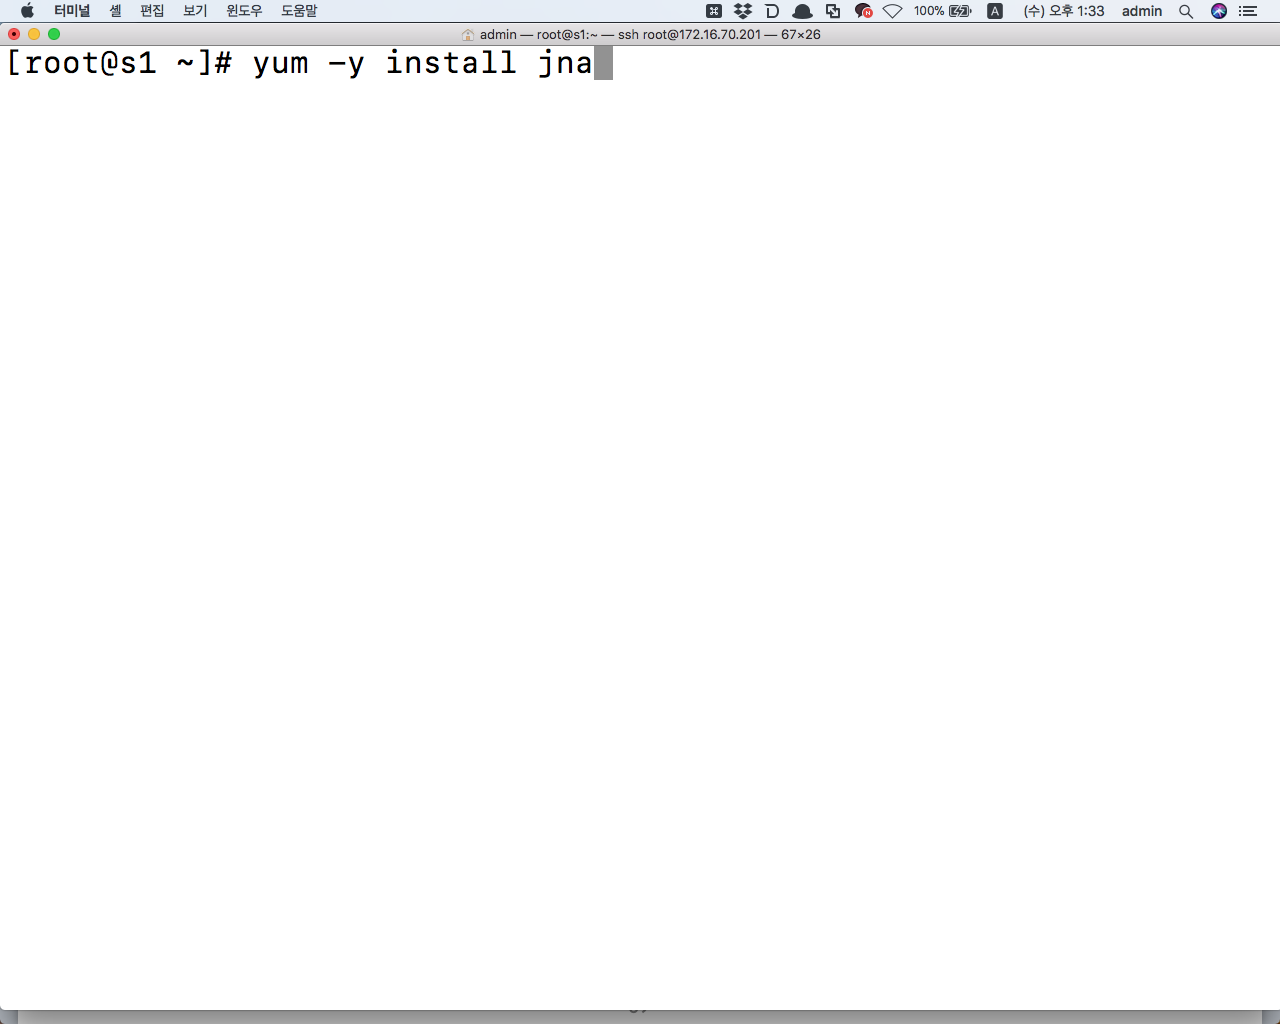 터미널 셸 편집 보기 윈도우 도움말 100% A (수) 오후 1:33 admin
admin — root@s1:~ — ssh root@172.16.70.201 — 67×26
[root@s1 ~]# yum -y install jna